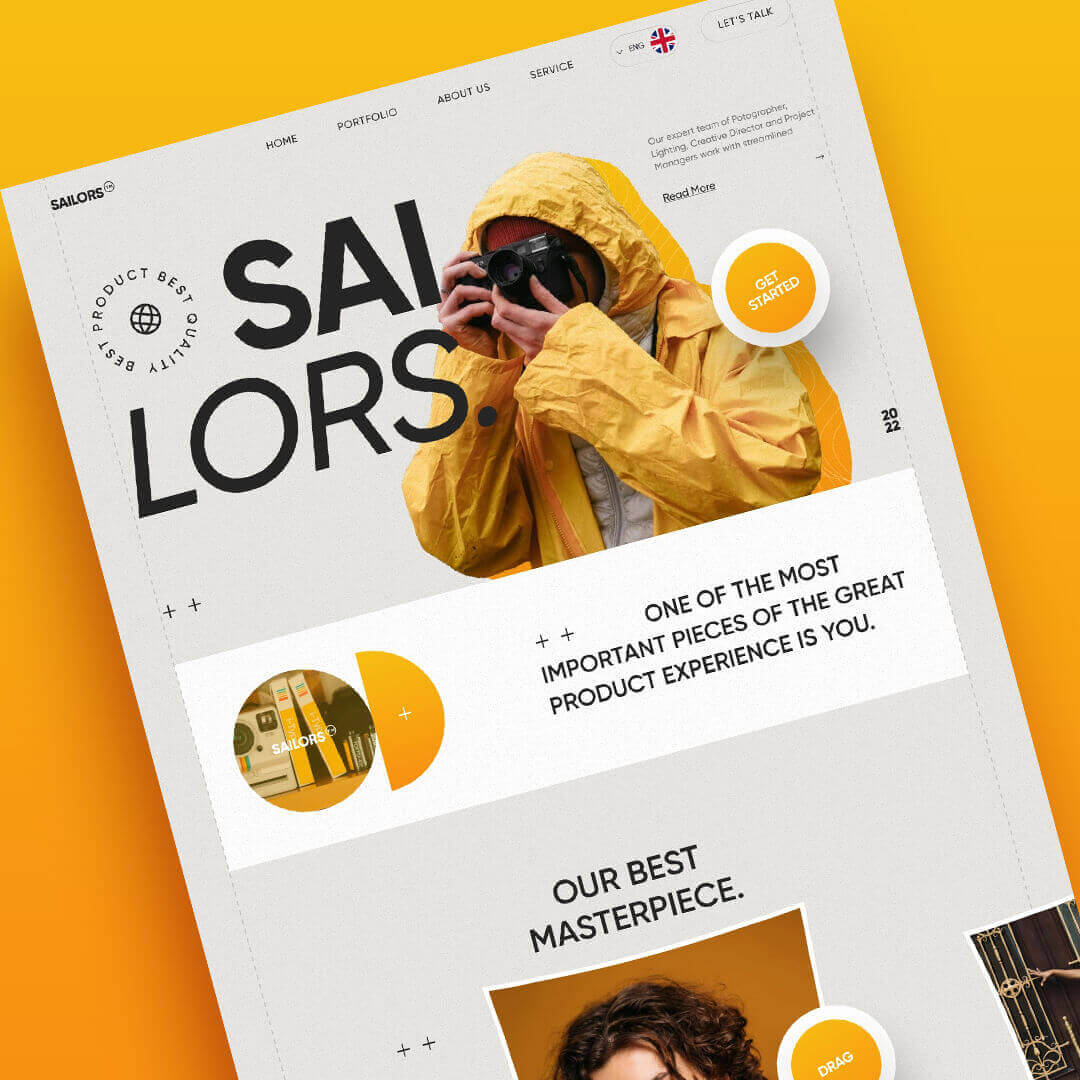 HOME
PORTFOLIO
ABOUT US
SERVICE
ENG
LET'S TALK
SAILORS TM
Our expert team of Potogropher,
Lighting, Creative Director and Project
Managers work with streamlined
Read More
BEST PRODUCT BEST QUALITY
SAI
LORS.
GET
STARTED
20
22
ONE OF THE MOST
IMPORTANT PIECES OF THE GREAT
PRODUCT EXPERIENCE IS YOU.
SAILORS TM
OUR BEST
MASTERPIECE.
DRAG